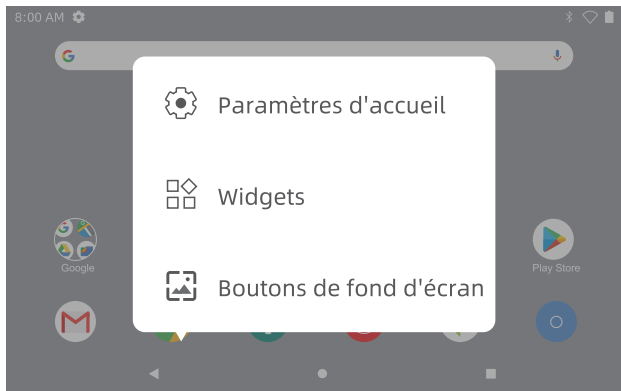 8:00 AM
Paramètres d'accueil
Widgets
Boutons de fond d'écran
Google
Play Store